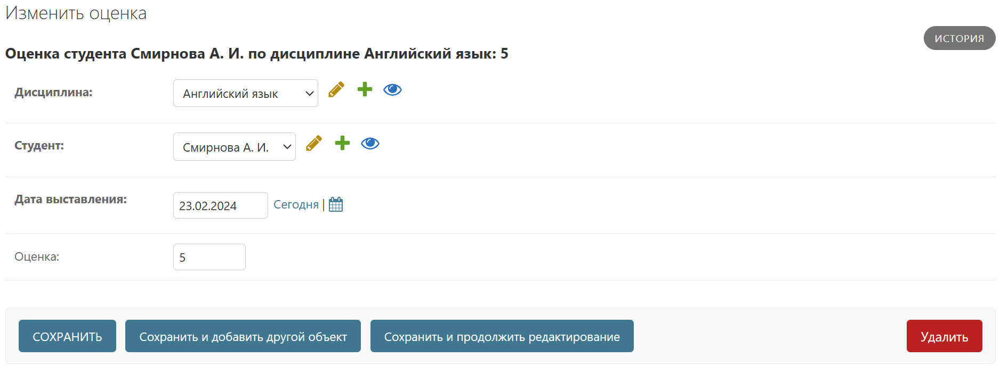 Изменить оценка
ИСТОРИЯ
Оценка студента Смирнова А. И. по дисциплине Английский язык: 5
Дисциплина:
Английский язык
Студент:
Смирнова А. И.
Дата выставления:
23.02.2024
Сегодня |
Оценка:
5
СОХРАНИТЬ
Сохранить и добавить другой объект
Сохранить и продолжить редактирование
Удалить